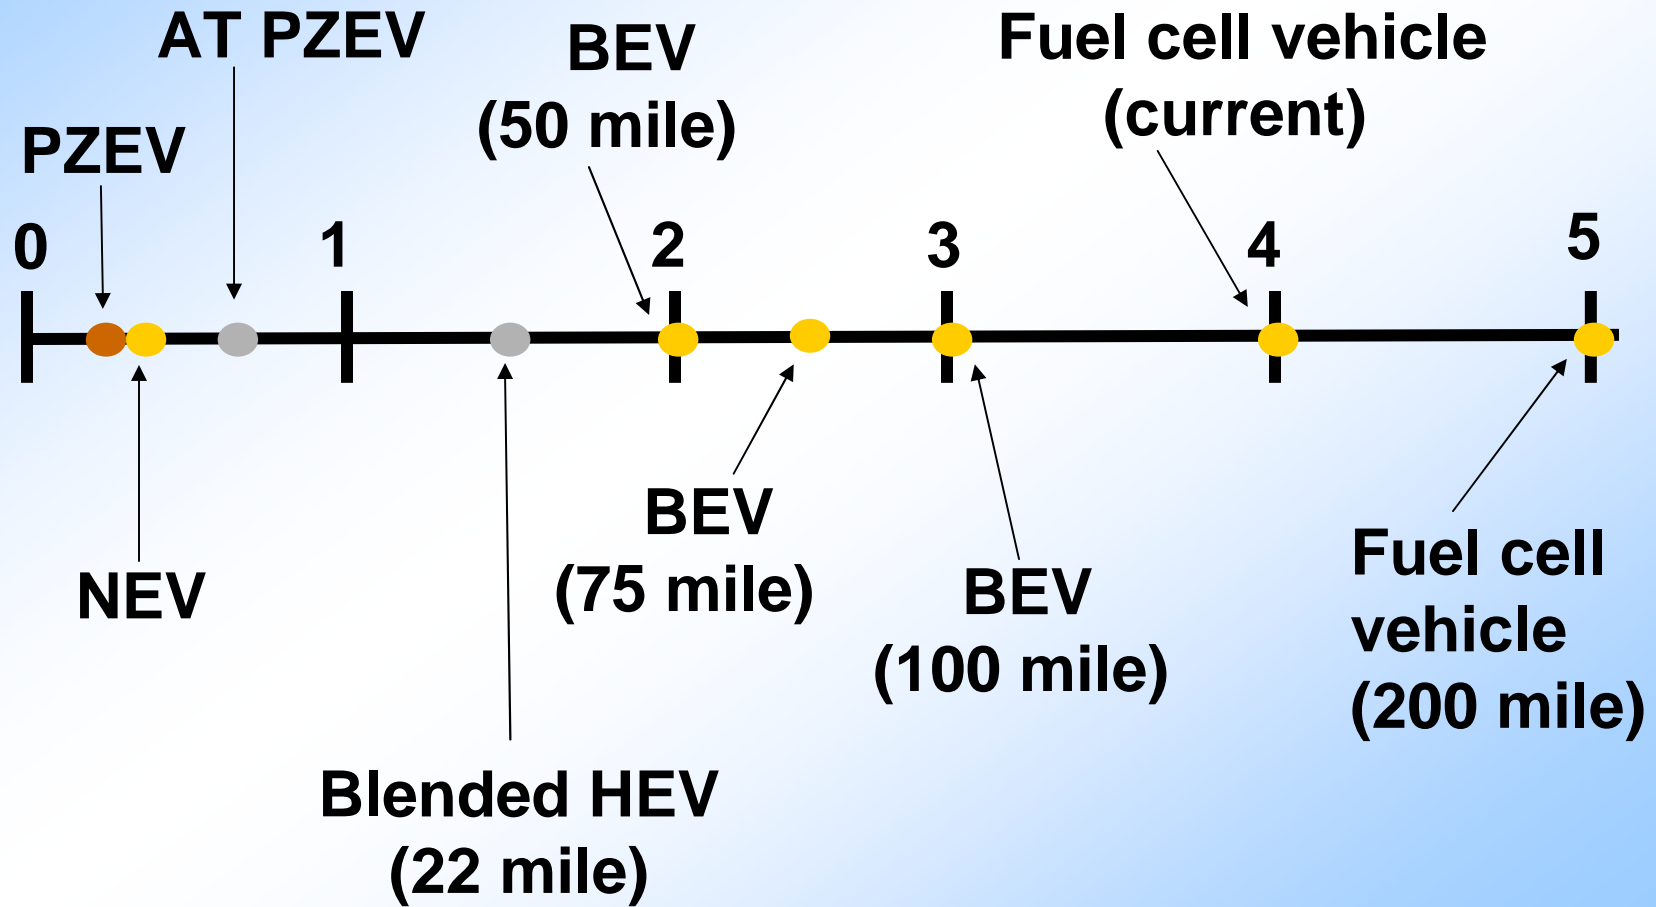 AT PZEV
BEV
(50 mile)
Fuel cell vehicle
(current)
PZEV
0
1
2
3
4
5
NEV
BEV
(75 mile)
BEV
(100 mile)
Fuel cell
vehicle
(200 mile)
Blended HEV
(22 mile)